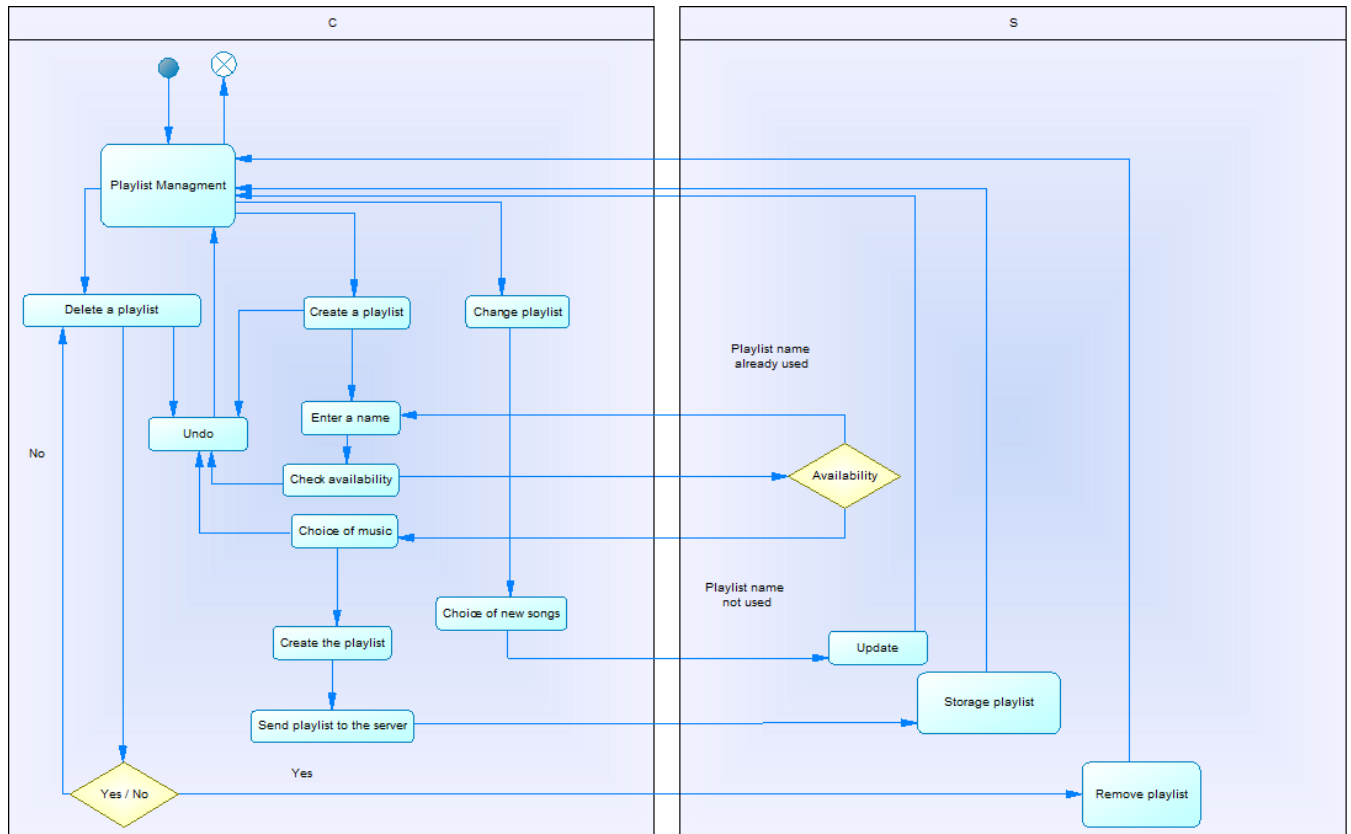 C
S
Playlist Managment
Delete a playlist
Create a playlist
Change playlist
Playlist name
already used
Enter a name
Undo
No
Check availability
Availability
Choice of music
Playlist name
not used
Choice of new songs
Create the playlist
Update
Storage playlist
Send playlist to the server
Yes
Yes / No
Remove playlist